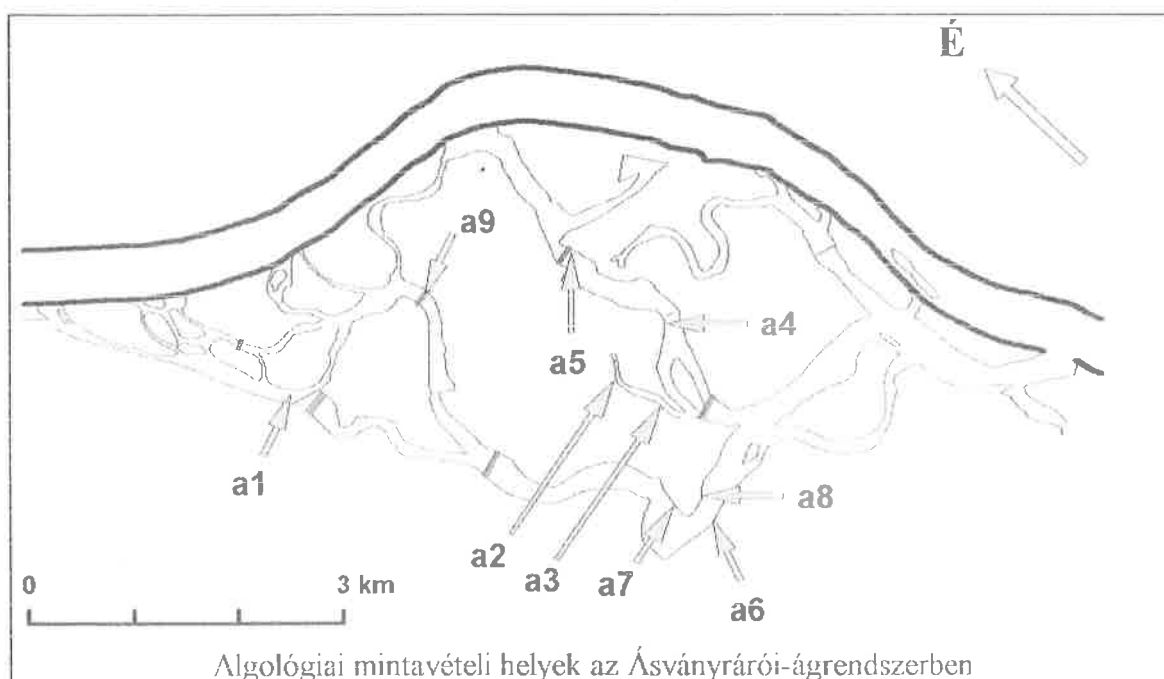 É
a9
a4
a5
a1
a8
a2
a3
a7
a6
0
3 km
Algológiai mintavételi helyek az Ásványrárói-ágrendszerben